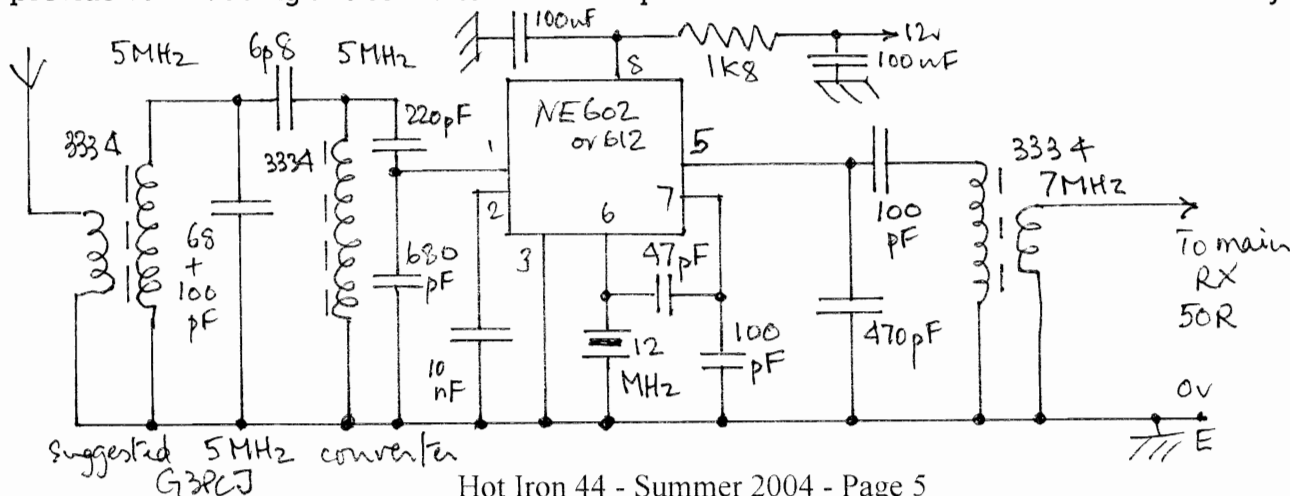 100nF
12v
5MHz
6p8
5MHz
8
1K8
100nF
220pF
NE602
or 612
3334
3334
1
5
3334
7MHz
2
6
7
68
+
100
pF
680
pF
3
47pF
100
pF
To main
RX
50R
10
nF
12
MHz
100
pF
470pF
0v
E
Suggested 5MHz converter
G3PCJ
Hot Iron 44 - Summer 2004 - Page 5